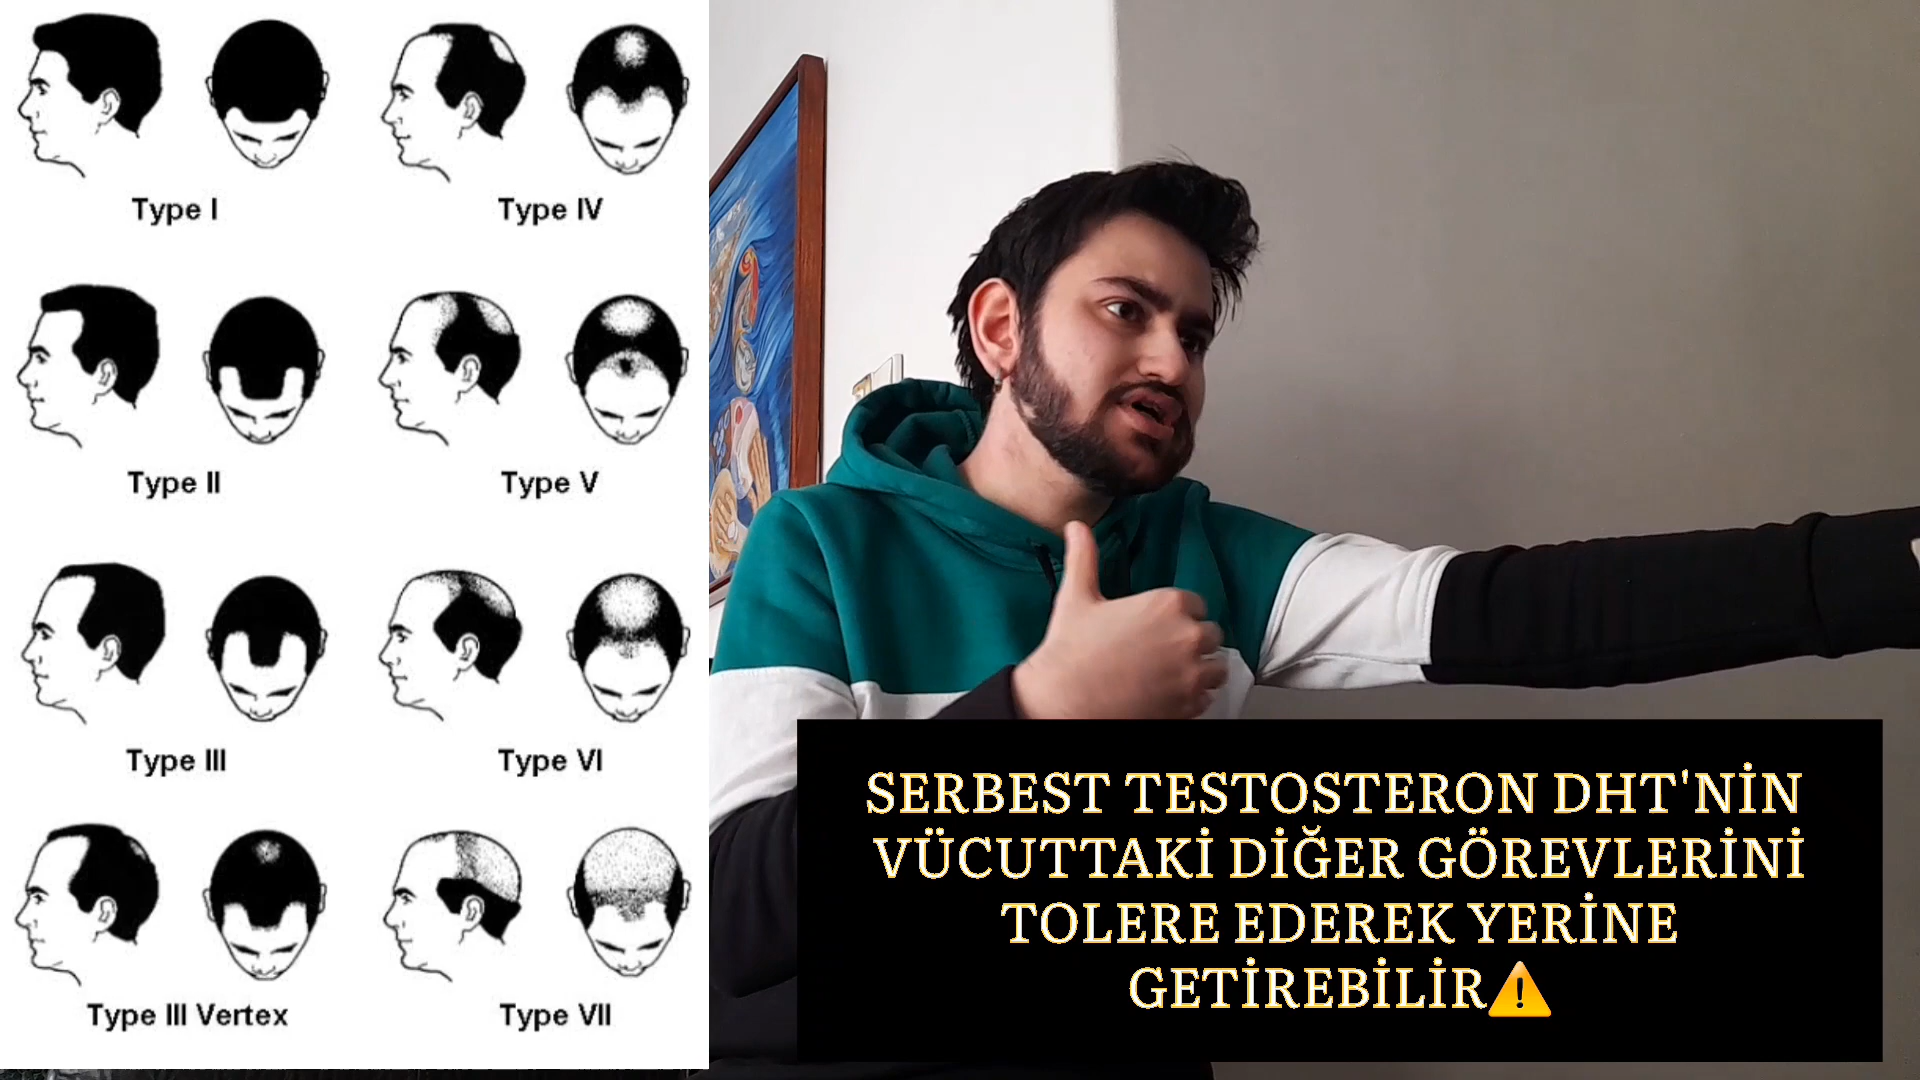 Type I
Type IV
Type II
Type V
Type III
Type VI
Type III Vertex
Type VII
SERBEST TESTOSTERON DHT'NİN
VÜCUTTAKİ DİĞER GÖREVLERİNİ
TOLERE EDEREK YERİNE
GETİREBİLİR⚠️